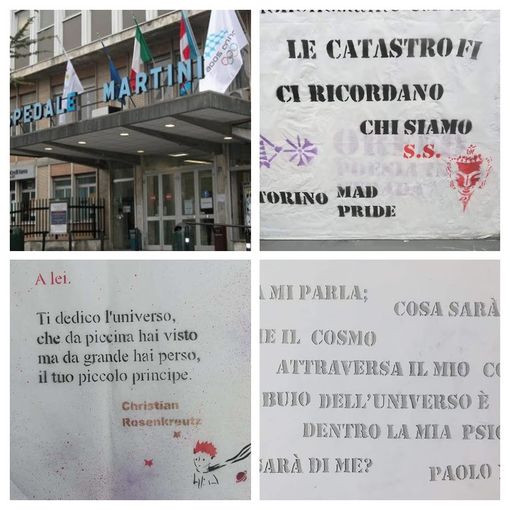 OSPEDALE MARTINI
LE CATASTROFI
CI RICORDANO
CHI SIAMO
S.S.
TORINO MAD
PRIDE
A lei.
Ti dedico l'universo,
che da piccina hai visto
ma da grande hai perso,
il tuo piccolo principe.
Christian
Rosenkreutz
A MI PARLA;
COSA SARÀ
IL COSMO
ATTRAVERSA IL MIO
BUIO DELL'UNIVERSO È
DENTRO LA MIA
SARÀ DI ME?
PAOLO